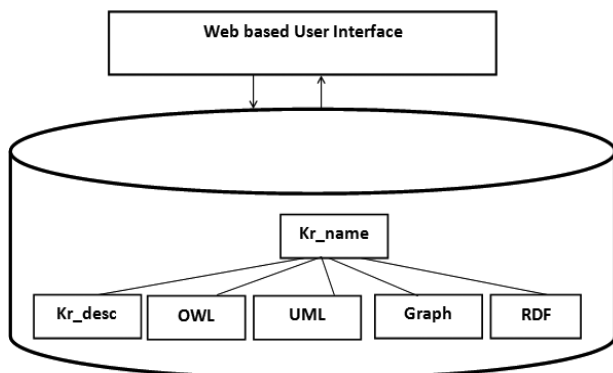 Web based User Interface
Kr_name
Kr_desc
OWL
UML
Graph
RDF